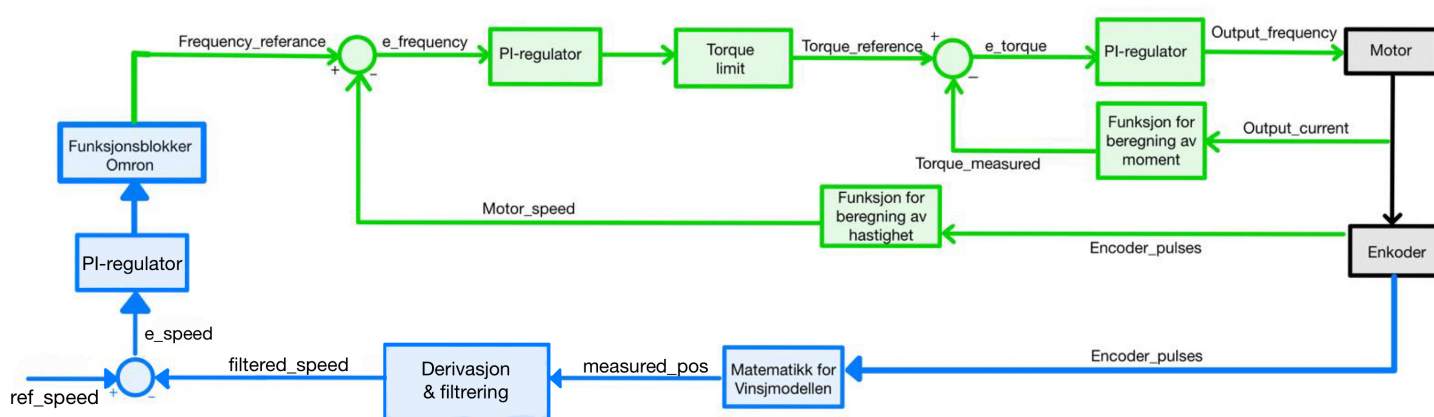 Frequency_referance
e_frequency
PI-regulator
Torque
limit
Torque_reference
e_torque
PI-regulator
Output_frequency
Motor
+
−
+
−
Funksjonsblokker
Omron
Funksjon for
beregning av
moment
Output_current
Torque_measured
Motor_speed
Funksjon for
beregning av
hastighet
Encoder_pulses
Enkoder
PI-regulator
e_speed
ref_speed
+
−
filtered_speed
Derivasjon
& filtrering
measured_pos
Matematikk for
Vinsjmodellen
Encoder_pulses